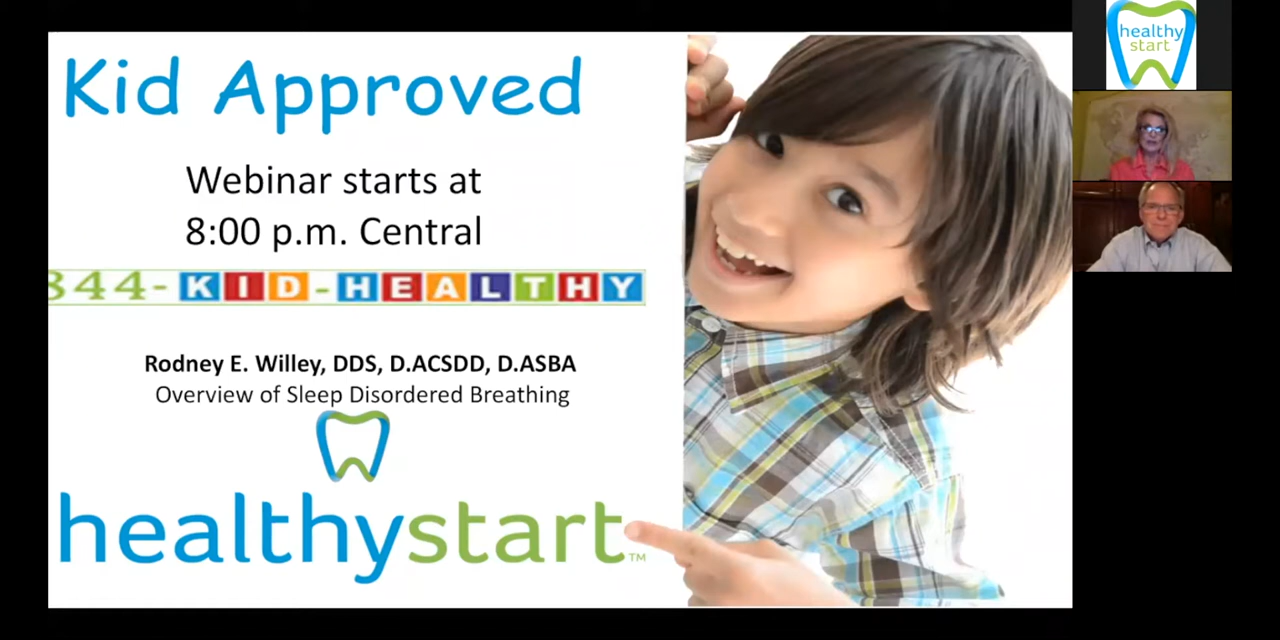 Kid Approved
Webinar starts at
8:00 p.m. Central
844-KID-HEALTHY
Rodney E. Willey, DDS, D.ACSDD, D.ASBA
Overview of Sleep Disordered Breathing
healthystart™
healthy
start